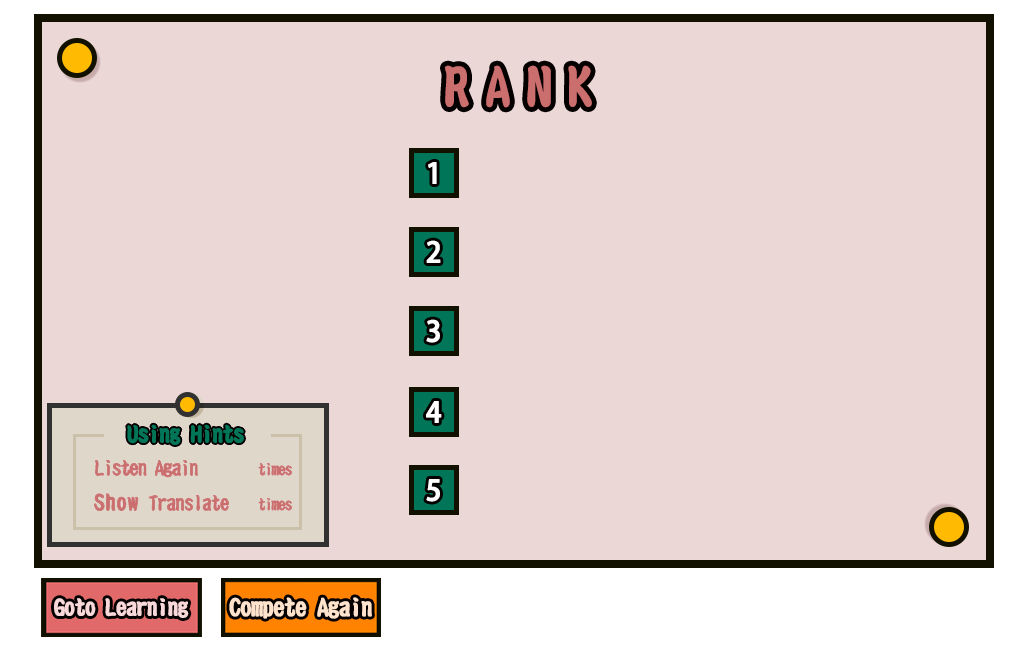 RANK
1
2
3
4
5
Using Hints
Listen Again times
Show Translate times
Goto Learning
Compete Again